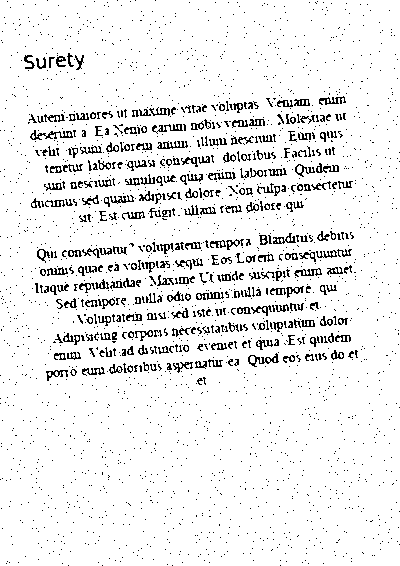 Surety
Autem maiores ut maxime vitae voluptas. Veniam, enim
deserunt a. Ea Nemo earum nobis veniam. Molestiae ut
velit, ipsum dolorem animi, illum nesciunt. Eum quis
tenetur labore quasi consequat, doloribus. Facilis ut
sunt nesciunt, similique quia enim laborum. Quidem
ducimus sed quam adipisci dolore. Non culpa consectetur
sit. Est cum fugit, ullam rem dolore qui
Qui consequatur? voluptatem tempora. Blanditiis debitis
omnis quae ea voluptas sequi. Eos Lorem consequuntur
Itaque repudiandae. Maxime Ut unde suscipit enim amet.
Sed tempore, nulla odio omnis nulla tempore, qui
Voluptatem nisi sed iste ut consequuntur et.
Adipisicing corporis necessitatibus voluptatum dolor
enim. Velit ad distinctio, eveniet et quia. Est quidem
porro eum doloribus aspernatur ea. Quod eos eius do et
et